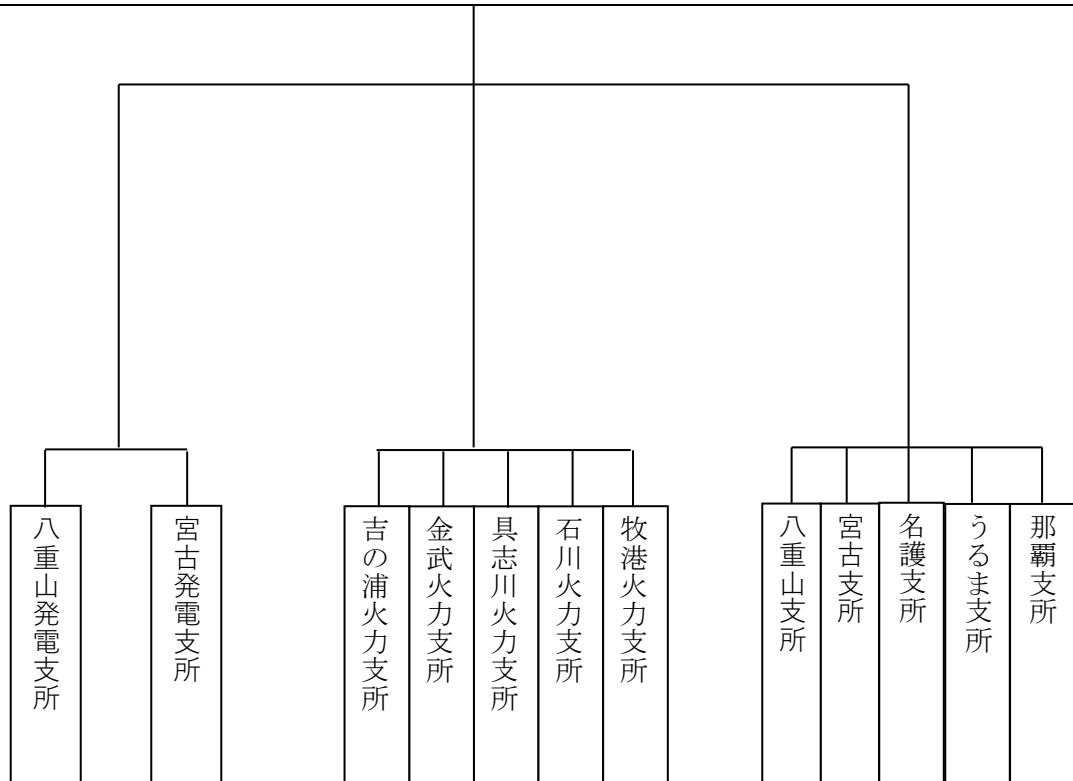 那覇支所
うるま支所
名護支所
宮古支所
八重山支所
牧港火力支所
石川火力支所
具志川火力支所
金武火力支所
吉の浦火力支所
宮古発電支所
八重山発電支所